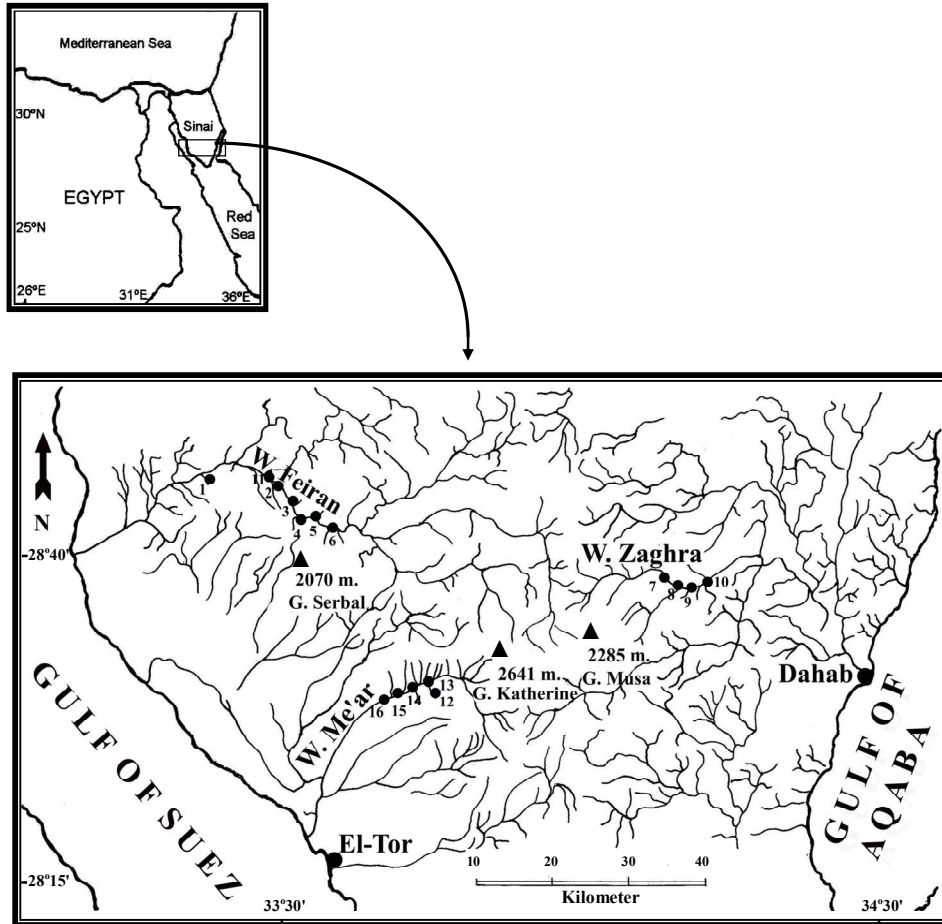 Mediterranean Sea
30ºN
Sinai
EGYPT
25ºN
Red
Sea
26ºE
31ºE
36ºE
N
W. Feiran
1
11
2
3
4
5
6
28º40'
2070 m.
G. Serbal
W. Zaghra
7
8
9
10
2285 m.
G. Musa
2641 m.
G. Katherine
Dahab
W. Me'ar
16
15
14
13
12
GULF OF SUEZ
GULF OF
AQABA
El-Tor
10
20
30
40
Kilometer
28º15'
33º30'
34º30'